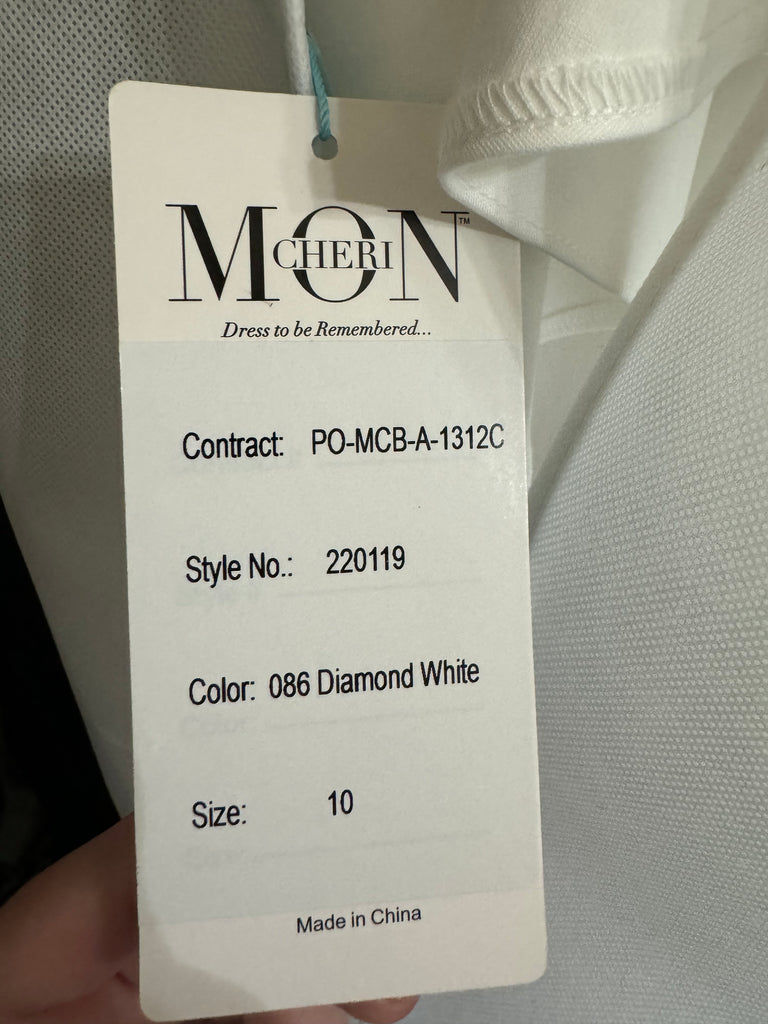 MON
CHERI
™
Dress to be Remembered...
Contract: PO-MCB-A-1312C
Style No.: 220119
Color: 086 Diamond White
Size: 10
Made in China